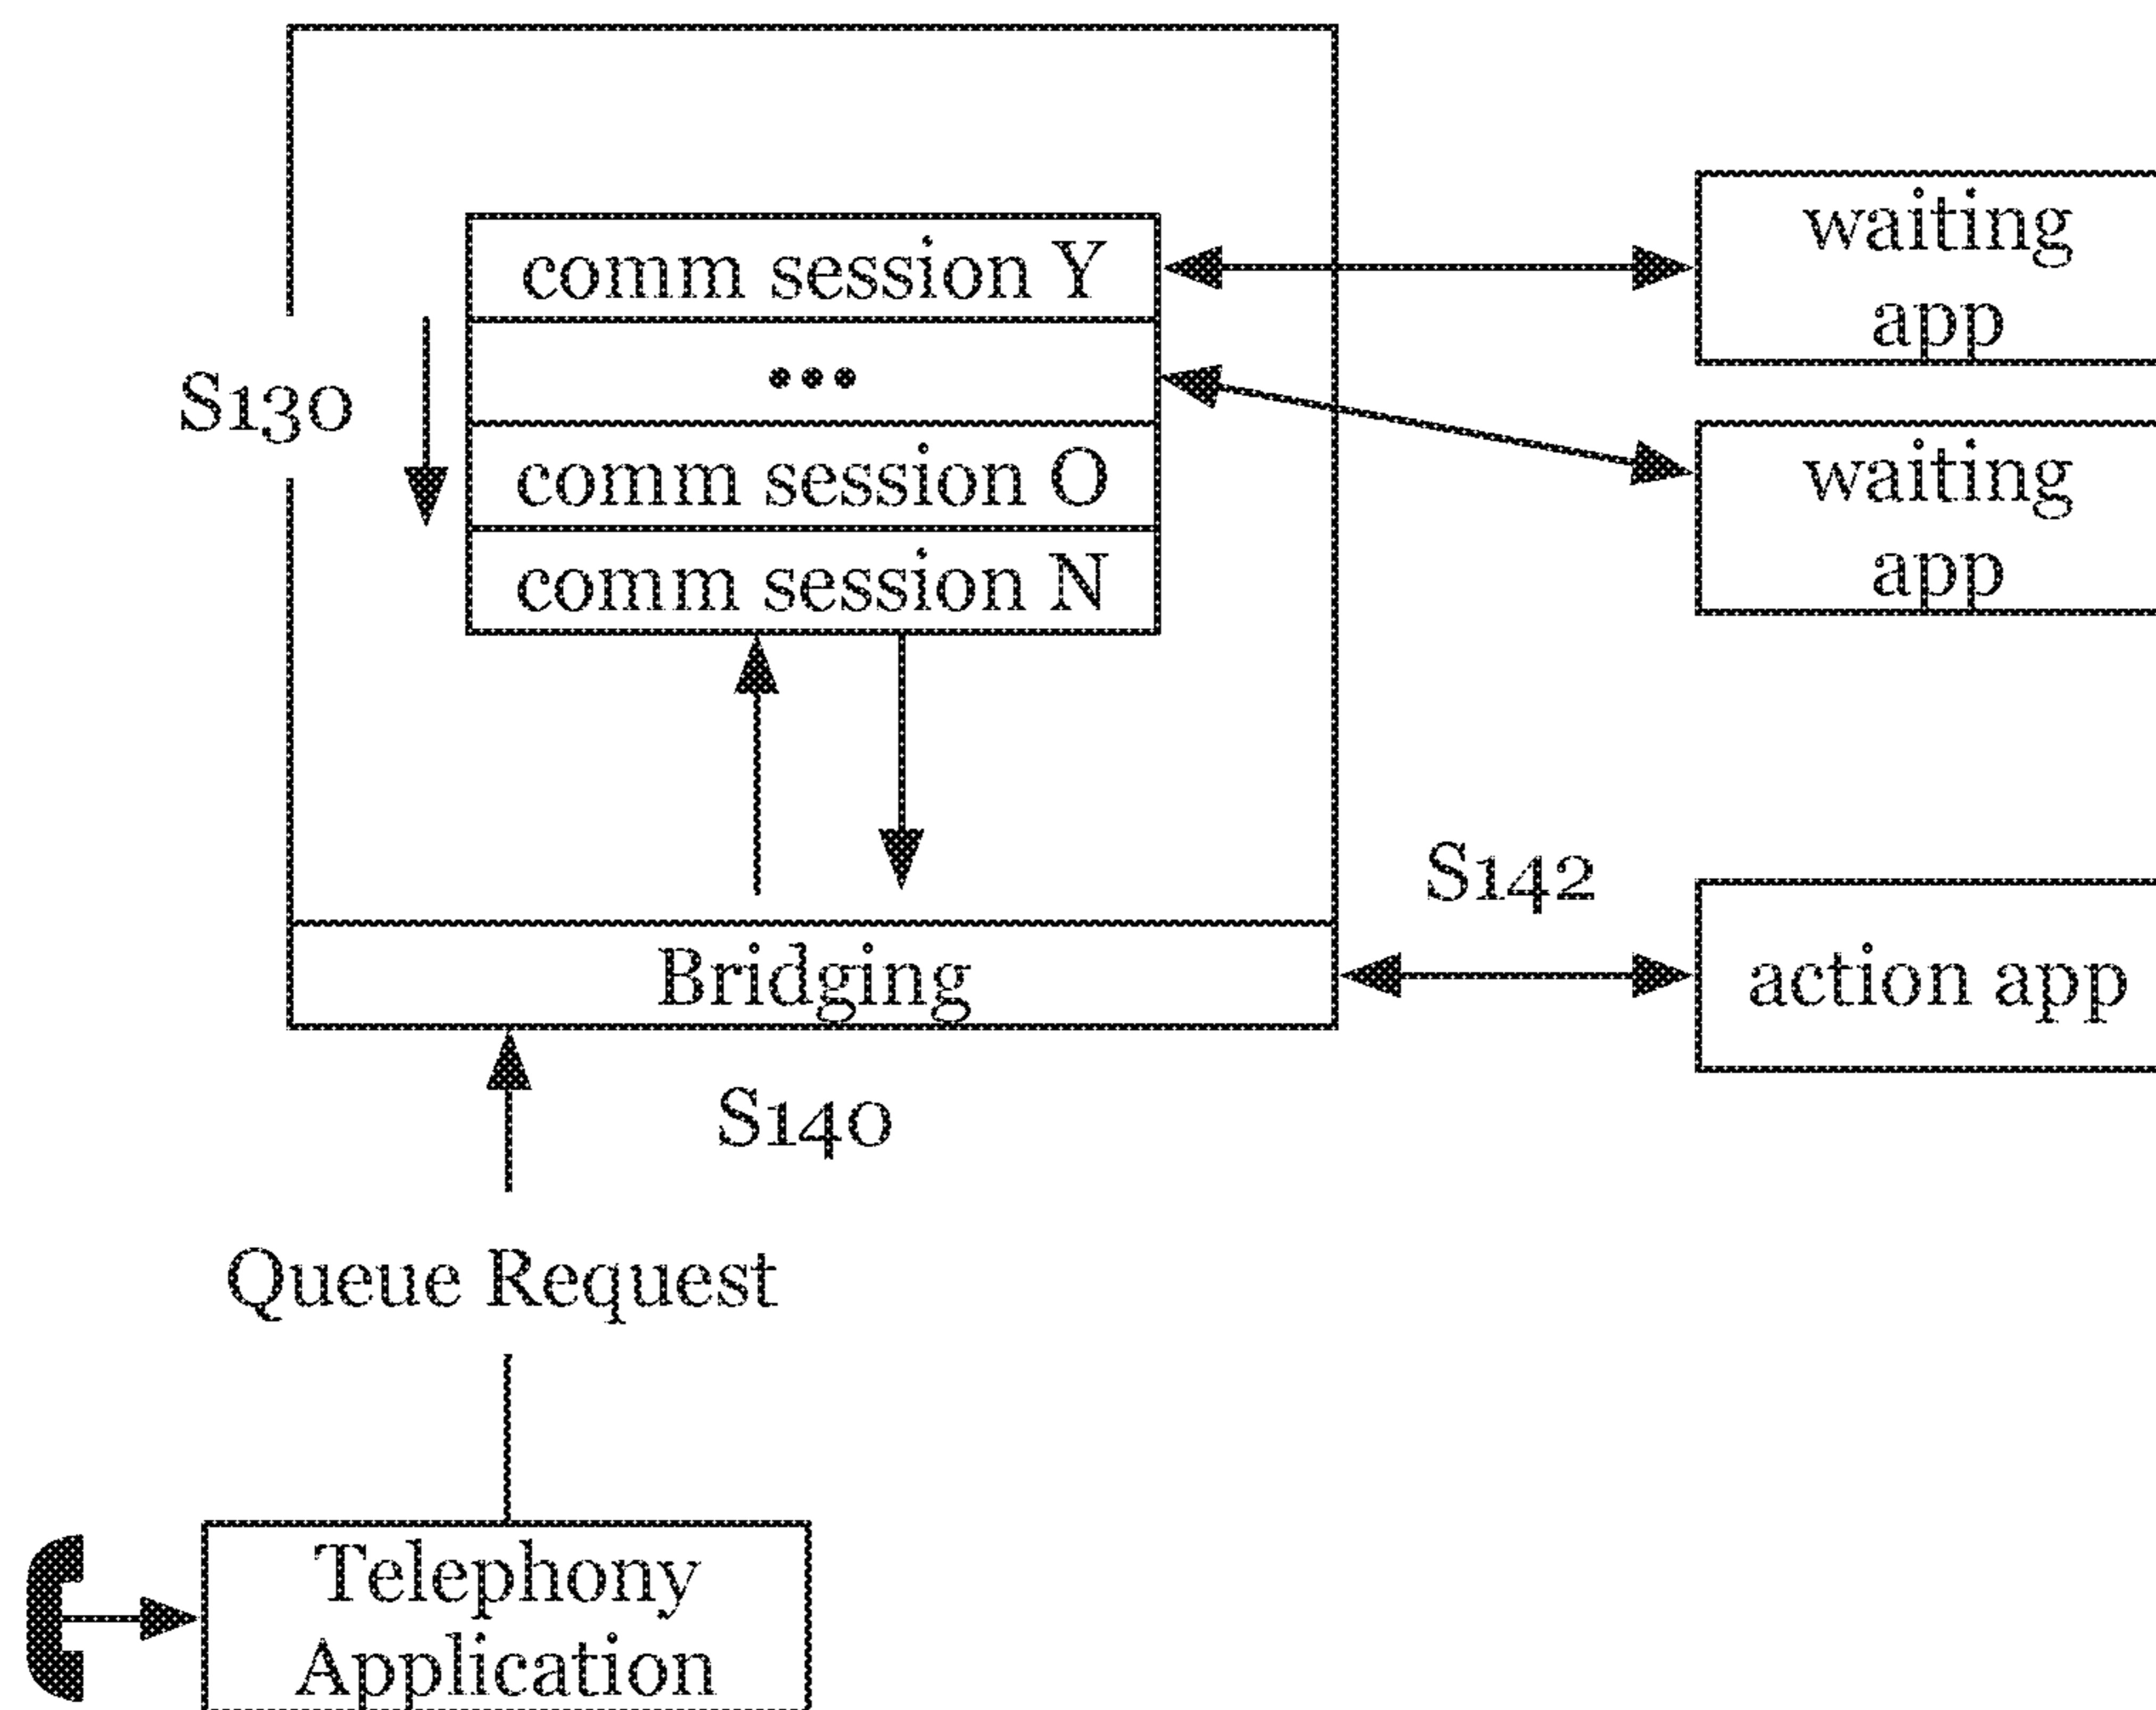 comm session Y
•••
comm session O
comm session N
S130
waiting
app
waiting
app
S142
Bridging
action app
S140
Queue Request
Telephony
Application